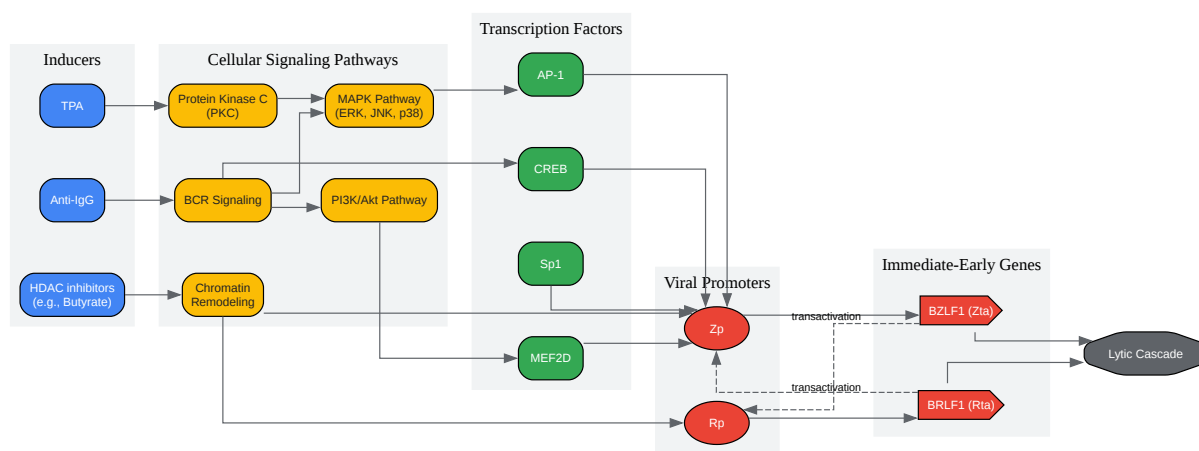 Inducers
TPA
Anti-IgG
HDAC inhibitors
(e.g., Butyrate)
Cellular Signaling Pathways
Protein Kinase C
(PKC)
MAPK Pathway
(ERK, JNK, p38)
BCR Signaling
PI3K/Akt Pathway
Chromatin
Remodeling
Transcription Factors
AP-1
CREB
Sp1
MEF2D
Viral Promoters
Zp
Rp
transactivation
transactivation
Immediate-Early Genes
BZLF1 (Zta)
BRLF1 (Rta)
Lytic Cascade